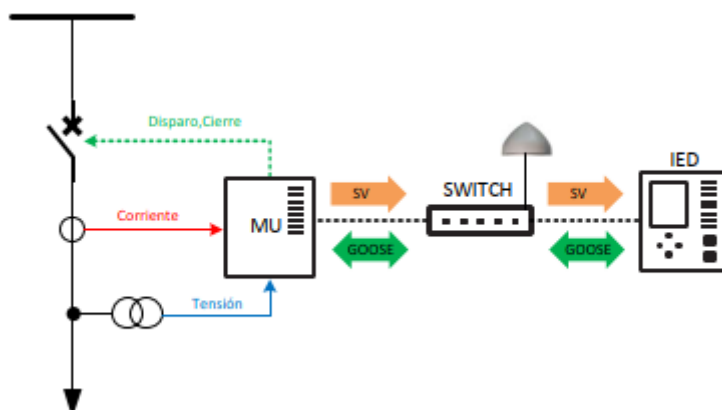 Disparo,Cierre
IED
SV
SWITCH
SV
Corriente
MU
GOOSE
GOOSE
Tensión